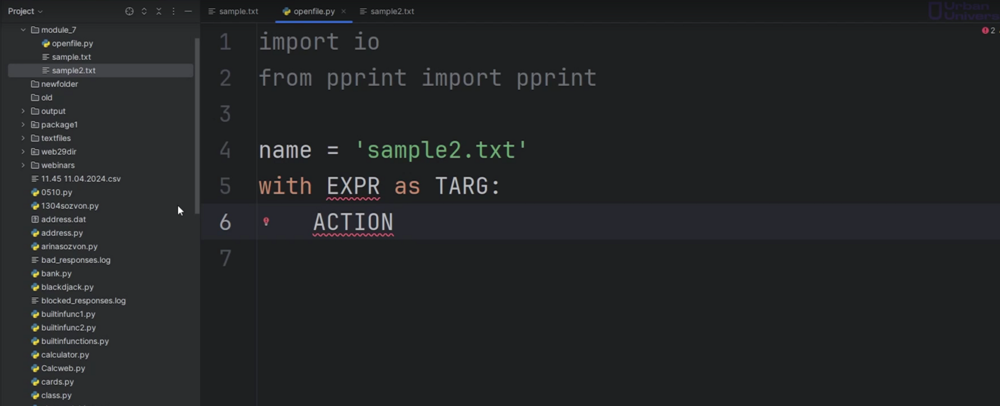 Project
sample.txt
openfile.py
sample2.txt
Urban
Univers
2
module_7
openfile.py
sample.txt
sample2.txt
newfolder
old
output
package1
textfiles
web29dir
webinars
11.45 11.04.2024.csv
0510.py
1304sozvon.py
address.dat
address.py
arinasozvon.py
bad_responses.log
bank.py
blackdjack.py
blocked_responses.log
builtinfunc1.py
builtinfunc2.py
builtinfunctions.py
calculator.py
Calcweb.py
cards.py
class.py
1 import io
2 from pprint import pprint
3
4 name = 'sample2.txt'
5 with EXPR as TARG:
6 ACTION
7